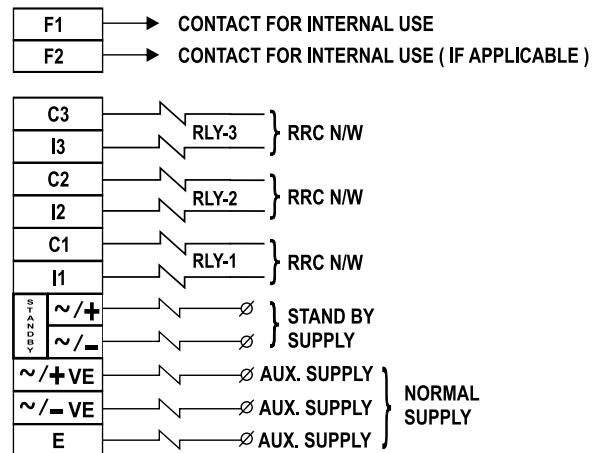 F1 CONTACT FOR INTERNAL USE
F2 CONTACT FOR INTERNAL USE ( IF APPLICABLE )
C3
RLY-3 } RRC N/W
I3
C2
RLY-2 } RRC N/W
I2
C1
RLY-1 } RRC N/W
I1
STANDBY
~/+
~/-
} STAND BY
SUPPLY
~/+ VE AUX. SUPPLY
~/- VE AUX. SUPPLY
E AUX. SUPPLY
} NORMAL
SUPPLY